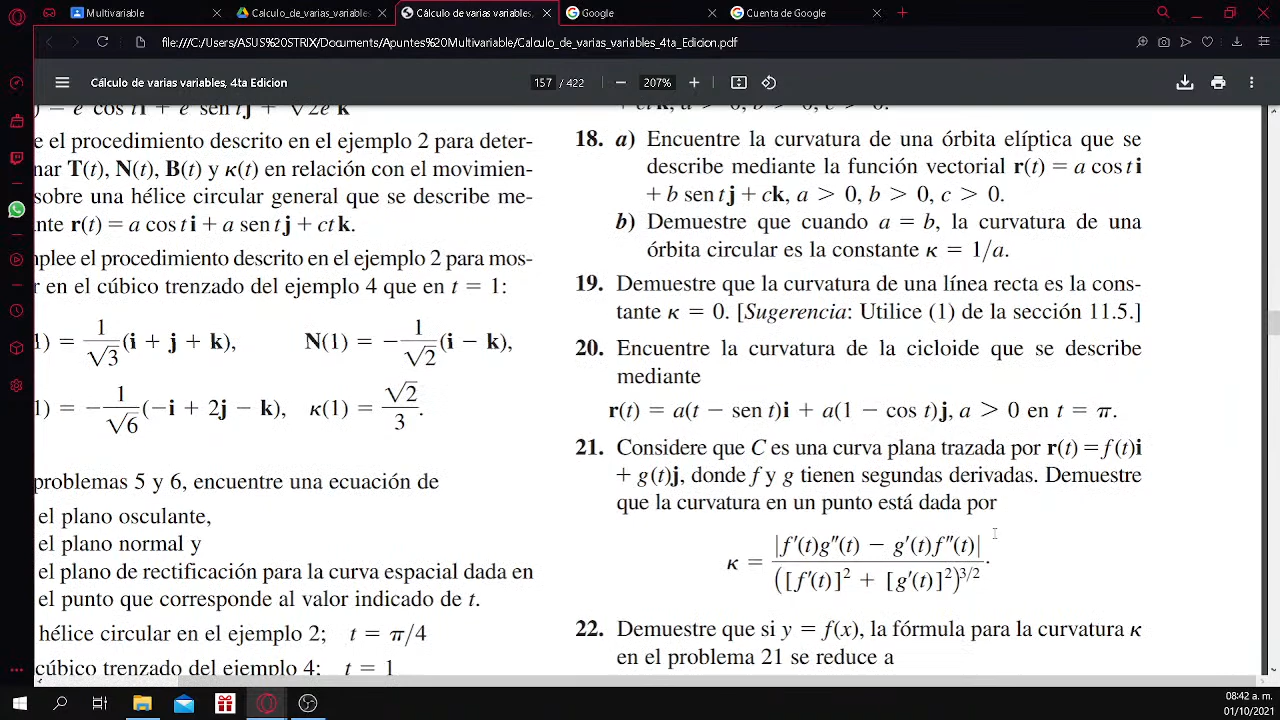 Multivariable
Calculo_de_varias_variables_
Cálculo de varias variables,
Google
Cuenta de Google
file:///C:/Users/ASUS%20STRIX/Documents/Apuntes%20Multivariable/Calculo_de_varias_variables_4ta_Edicion.pdf
Cálculo de varias variables, 4ta Edicion
157 / 422
207%
e el procedimiento descrito en el ejemplo 2 para deter-
nar T(t), N(t), B(t) y κ(t) en relación con el movimien-
sobre una hélice circular general que se describe me-
nte r(t) = a cos t i + a sen t j + ct k.
nplee el procedimiento descrito en el ejemplo 2 para mos-
r en el cúbico trenzado del ejemplo 4 que en t = 1:
1) = 1/√3 (i + j + k), N(1) = −1/√2 (i − k),
1) = −1/√6 (−i + 2j − k), κ(1) = √2/3.
problemas 5 y 6, encuentre una ecuación de
el plano osculante,
el plano normal y
el plano de rectificación para la curva espacial dada en
el punto que corresponde al valor indicado de t.
hélice circular en el ejemplo 2; t = π/4
cúbico trenzado del ejemplo 4; t = 1
18. a) Encuentre la curvatura de una órbita elíptica que se
describe mediante la función vectorial r(t) = a cos t i
+ b sen t j + ck, a > 0, b > 0, c > 0.
b) Demuestre que cuando a = b, la curvatura de una
órbita circular es la constante κ = 1/a.
19. Demuestre que la curvatura de una línea recta es la cons-
tante κ = 0. [Sugerencia: Utilice (1) de la sección 11.5.]
20. Encuentre la curvatura de la cicloide que se describe
mediante
r(t) = a(t − sen t)i + a(1 − cos t)j, a > 0 en t = π.
21. Considere que C es una curva plana trazada por r(t) = f(t)i
+ g(t)j, donde f y g tienen segundas derivadas. Demuestre
que la curvatura en un punto está dada por
κ = |f′(t)g″(t) − g′(t)f″(t)| / ([f′(t)]² + [g′(t)]²)^3/2.
22. Demuestre que si y = f(x), la fórmula para la curvatura κ
en el problema 21 se reduce a
08:42 a. m.
01/10/2021